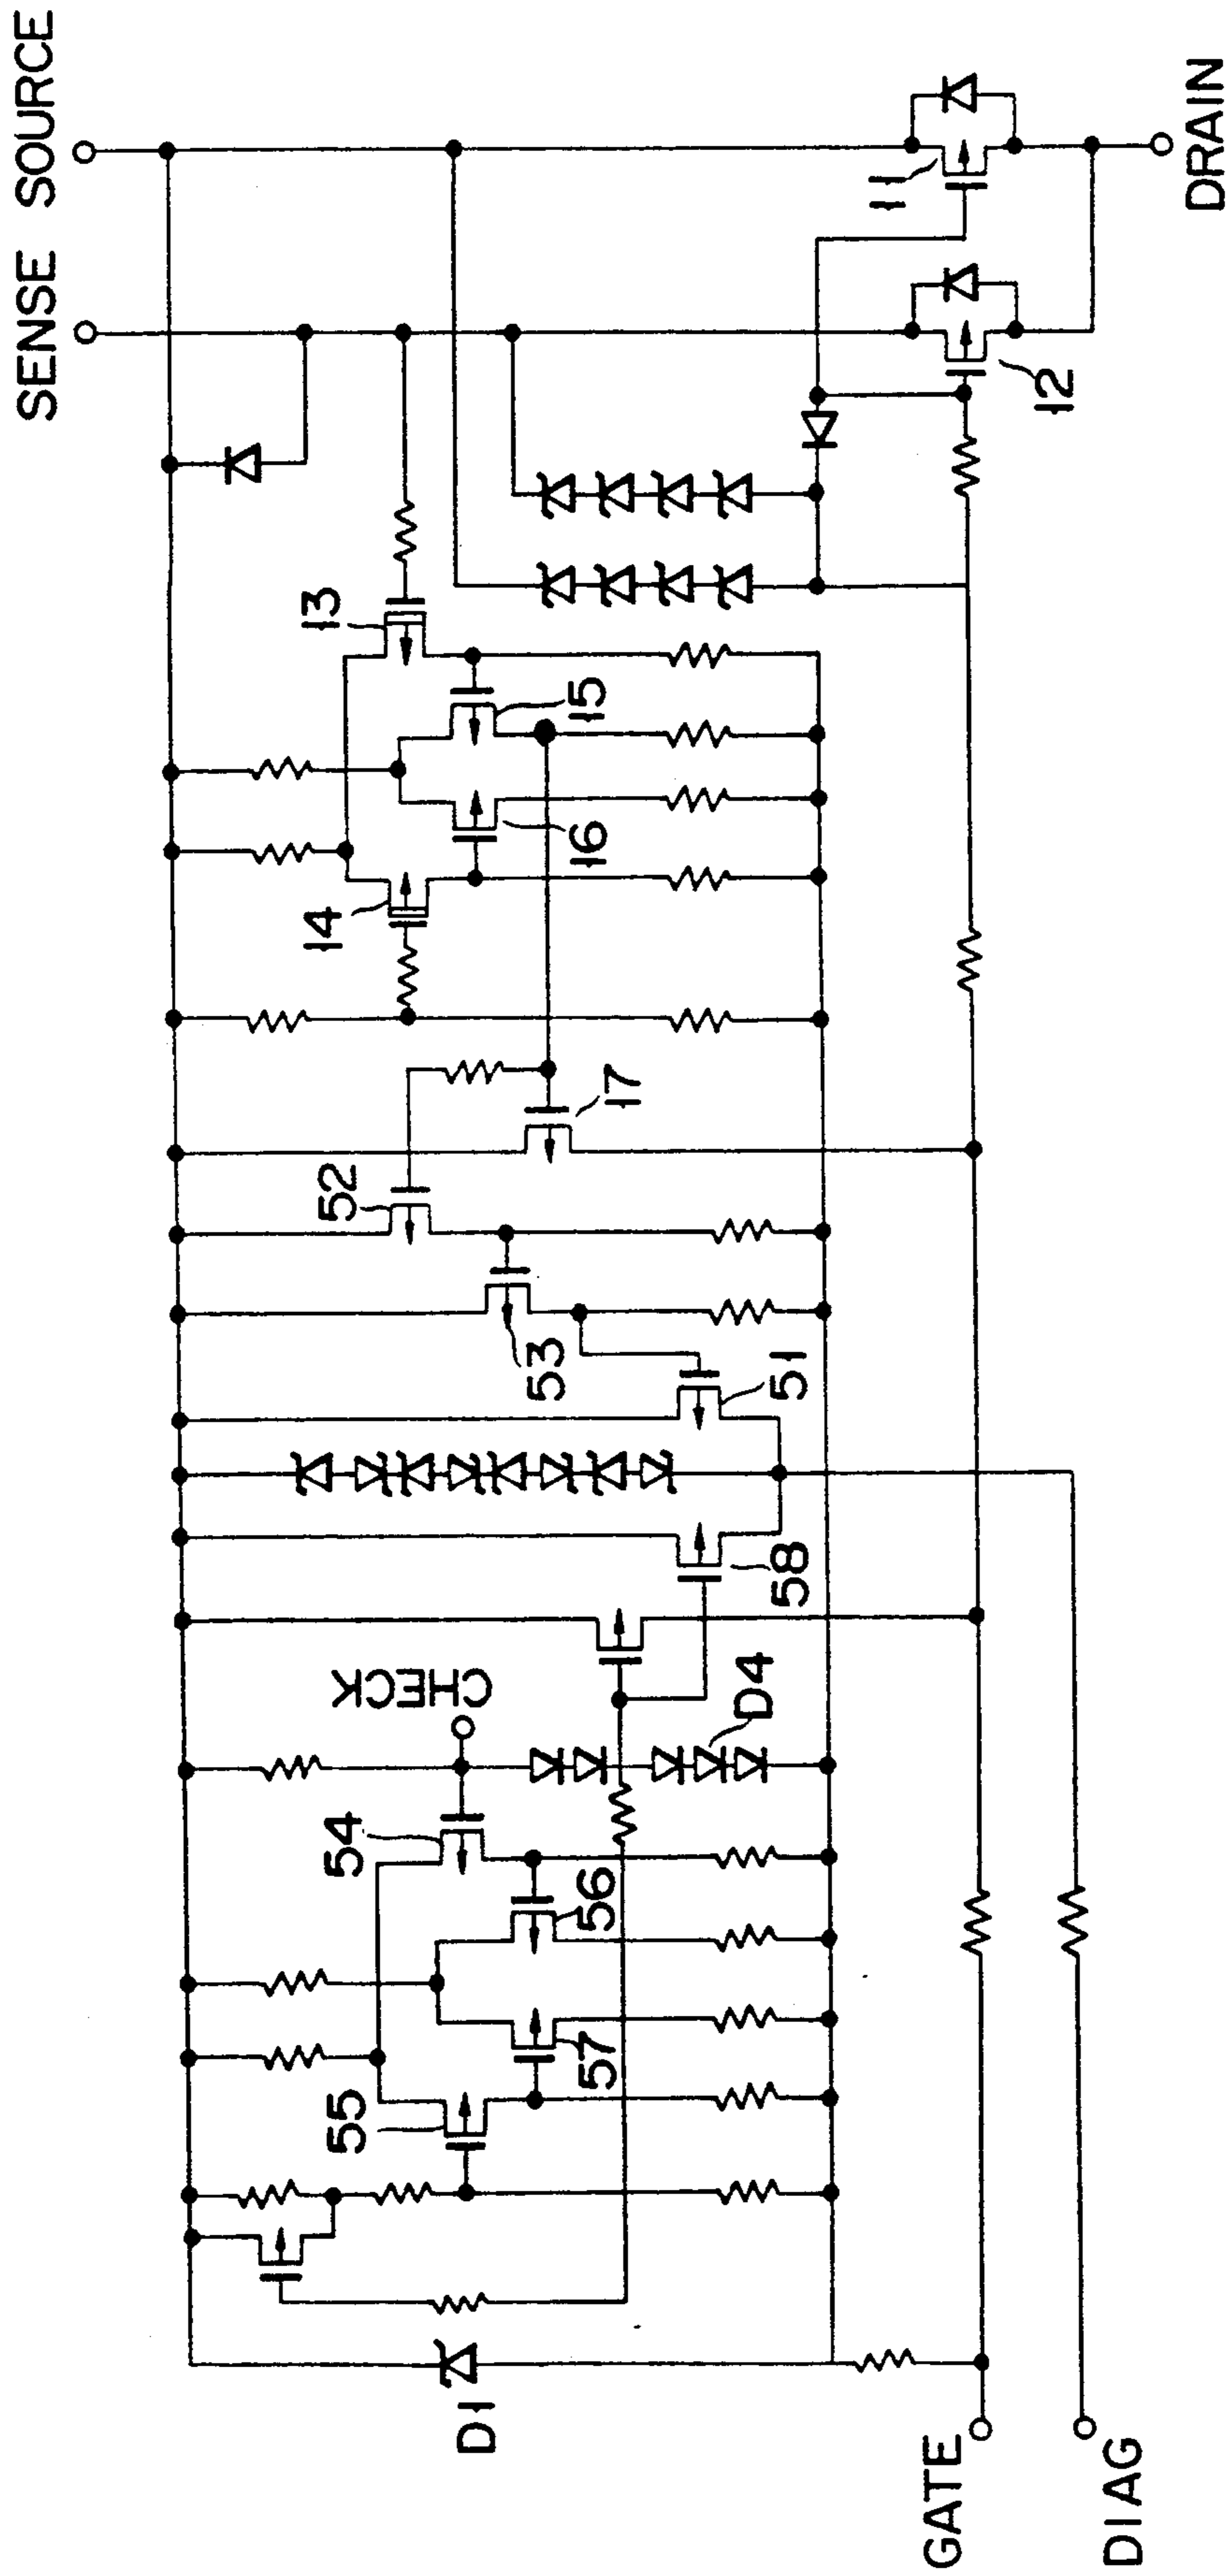 SENSE SOURCE
DRAIN
11
12
13
15
16
14
17
52
53
51
58
CHECK
D4
54
56
57
55
D1
GATE
DIAG